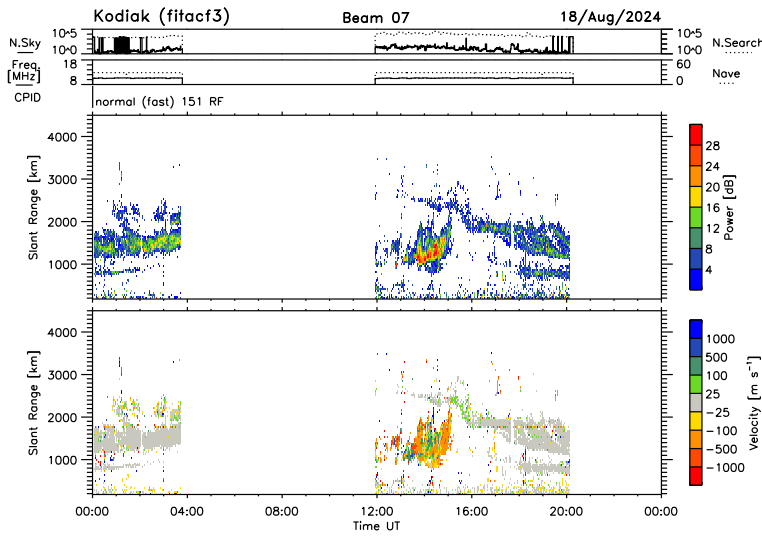 Kodiak (fitacf3) Beam 07 18/Aug/2024
N.Sky 10^5 10^0 10^5 10^0 N.Search
Freq. [MHz] 18 8 60 0 Nave
CPID normal (fast) 151 RF
Slant Range [km] 4000 3000 2000 1000
Power [dB] 28 24 20 16 12 8 4
Slant Range [km] 4000 3000 2000 1000
Velocity [m s⁻¹] 1000 500 100 25 −25 −100 −500 −1000
00:00 04:00 08:00 12:00 16:00 20:00 00:00
Time UT